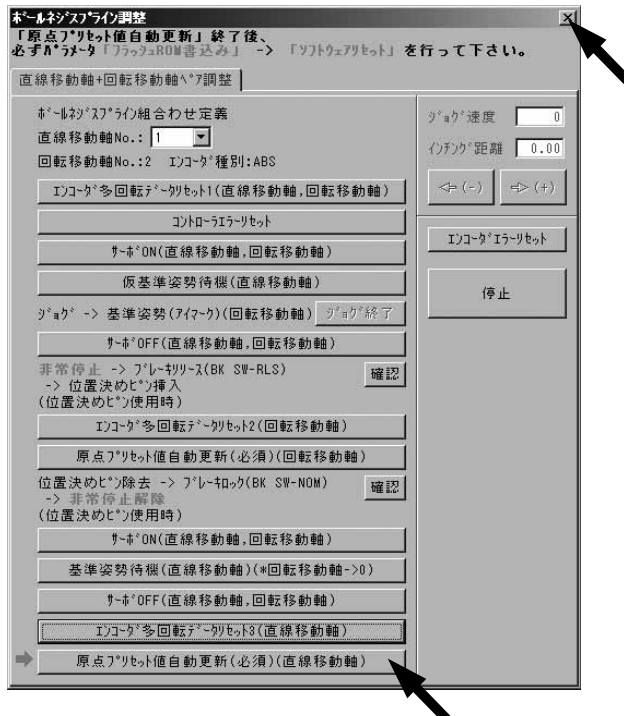 ﾎﾞｰﾙﾈｼﾞｽﾌﾟﾗｲﾝ調整
「原点ﾌﾟﾘｾｯﾄ値自動更新」終了後、
必ずﾊﾟﾗﾒｰﾀ「ﾌﾗｯｼｭROM書込み」 -> 「ｿﾌﾄｳｪｱﾘｾｯﾄ」を行って下さい。
直線移動軸+回転移動軸ﾍﾟｱ調整
ﾎﾞｰﾙﾈｼﾞｽﾌﾟﾗｲﾝ組合わせ定義
直線移動軸No.: 1
回転移動軸No.:2 ｴﾝｺｰﾀﾞ種別:ABS
ｴﾝｺｰﾀﾞ多回転ﾃﾞｰﾀﾘｾｯﾄ1(直線移動軸,回転移動軸)
ｺﾝﾄﾛｰﾗｴﾗｰﾘｾｯﾄ
ｻｰﾎﾞON(直線移動軸,回転移動軸)
仮基準姿勢待機(直線移動軸)
ｼﾞｮｸﾞ -> 基準姿勢(ｱｲﾏｰｸ)(回転移動軸) ｼﾞｮｸﾞ終了
ｻｰﾎﾞOFF(直線移動軸,回転移動軸)
非常停止 -> ﾌﾞﾚｰｷﾘﾘｰｽ(BK SW-RLS) 確認
-> 位置決めﾋﾟﾝ挿入
(位置決めﾋﾟﾝ使用時)
ｴﾝｺｰﾀﾞ多回転ﾃﾞｰﾀﾘｾｯﾄ2(回転移動軸)
原点ﾌﾟﾘｾｯﾄ値自動更新(必須)(回転移動軸)
位置決めﾋﾟﾝ除去 -> ﾌﾞﾚｰｷﾛｯｸ(BK SW-NOM) 確認
-> 非常停止解除
(位置決めﾋﾟﾝ使用時)
ｻｰﾎﾞON(直線移動軸,回転移動軸)
基準姿勢待機(直線移動軸)(*回転移動軸->0)
ｻｰﾎﾞOFF(直線移動軸,回転移動軸)
ｴﾝｺｰﾀﾞ多回転ﾃﾞｰﾀﾘｾｯﾄ3(直線移動軸)
原点ﾌﾟﾘｾｯﾄ値自動更新(必須)(直線移動軸)
ｼﾞｮｸﾞ速度 0
ｲﾝﾁﾝｸﾞ距離 0.00
(-) (+)
ｴﾝｺｰﾀﾞｴﾗｰﾘｾｯﾄ
停止